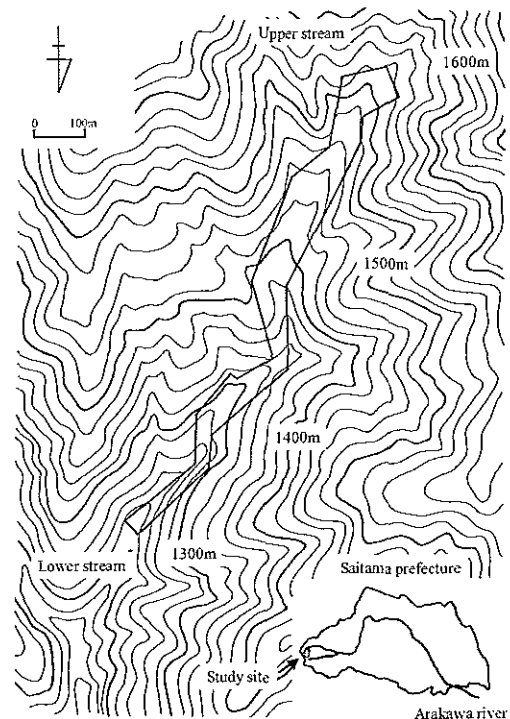 Upper stream
1600m
0 100m
1500m
1400m
1300m
Lower stream
Saitama prefecture
Study site
Arakawa river